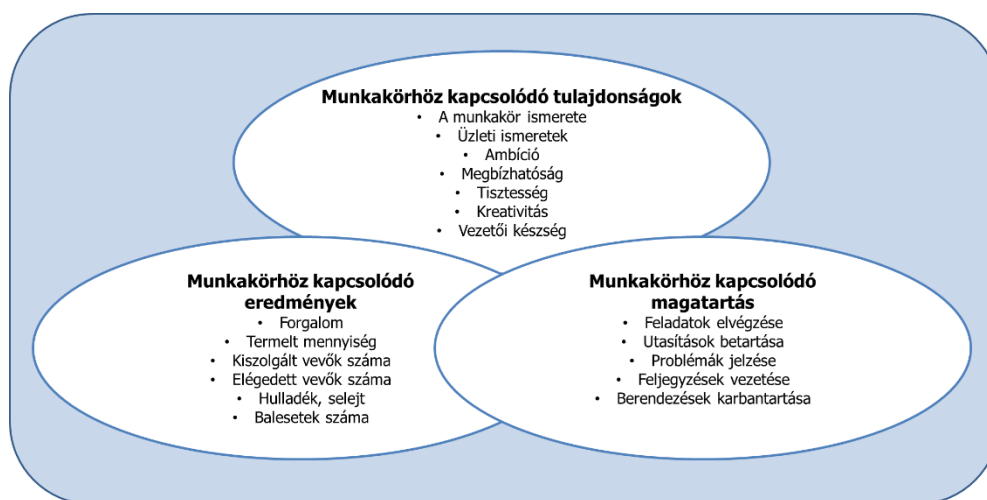 Munkakörhöz kapcsolódó tulajdonságok
• A munkakör ismerete
• Üzleti ismeretek
• Ambíció
• Megbízhatóság
• Tisztesség
• Kreativitás
• Vezetői készség
Munkakörhöz kapcsolódó
eredmények
• Forgalom
• Termelt mennyiség
• Kiszolgált vevők száma
• Elégedett vevők száma
• Hulladék, selejt
• Balesetek száma
Munkakörhöz kapcsolódó
magatartás
• Feladatok elvégzése
• Utasítások betartása
• Problémák jelzése
• Feljegyzések vezetése
• Berendezések karbantartása